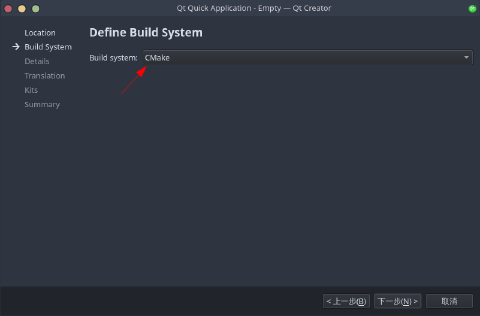 Qt Quick Application - Empty — Qt Creator
Location
Build System
Details
Translation
Kits
Summary
Define Build System
Build system: CMake
< 上一步(B) 下一步(N) > 取消